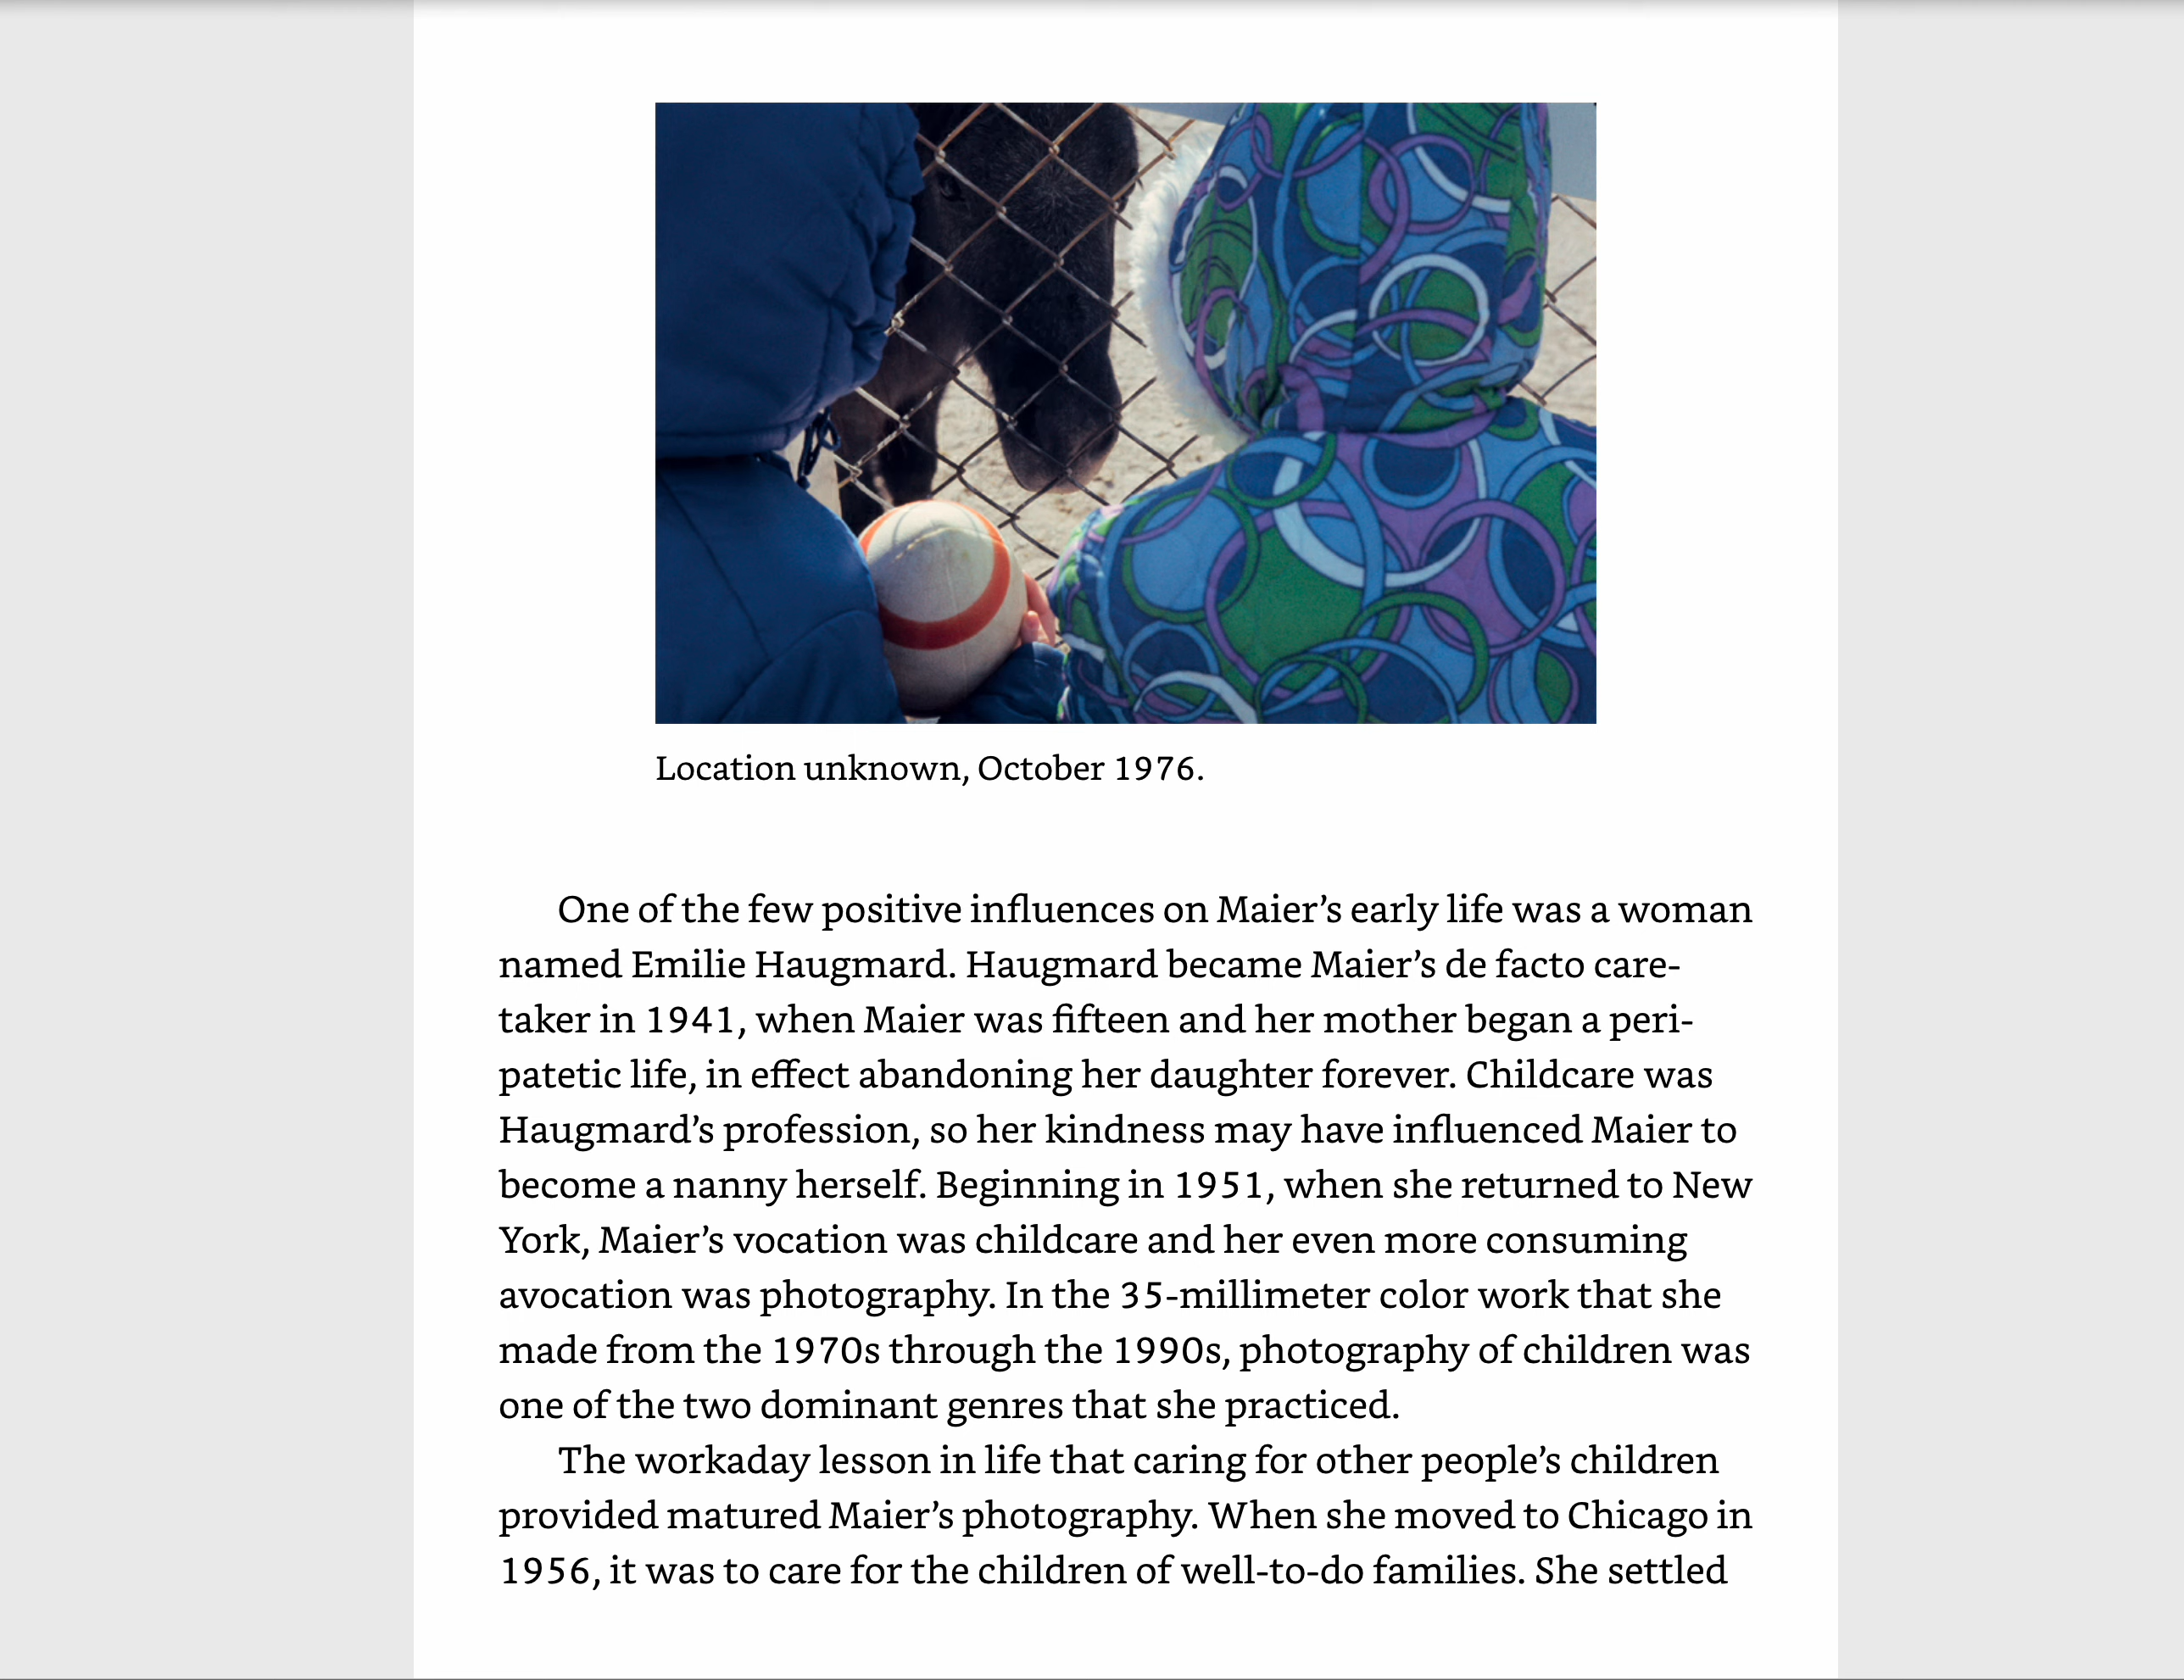 Location unknown, October 1976.
One of the few positive influences on Maier’s early life was a woman
named Emilie Haugmard. Haugmard became Maier’s de facto care-
taker in 1941, when Maier was fifteen and her mother began a peri-
patetic life, in effect abandoning her daughter forever. Childcare was
Haugmard’s profession, so her kindness may have influenced Maier to
become a nanny herself. Beginning in 1951, when she returned to New
York, Maier’s vocation was childcare and her even more consuming
avocation was photography. In the 35-millimeter color work that she
made from the 1970s through the 1990s, photography of children was
one of the two dominant genres that she practiced.
The workaday lesson in life that caring for other people’s children
provided matured Maier’s photography. When she moved to Chicago in
1956, it was to care for the children of well-to-do families. She settled